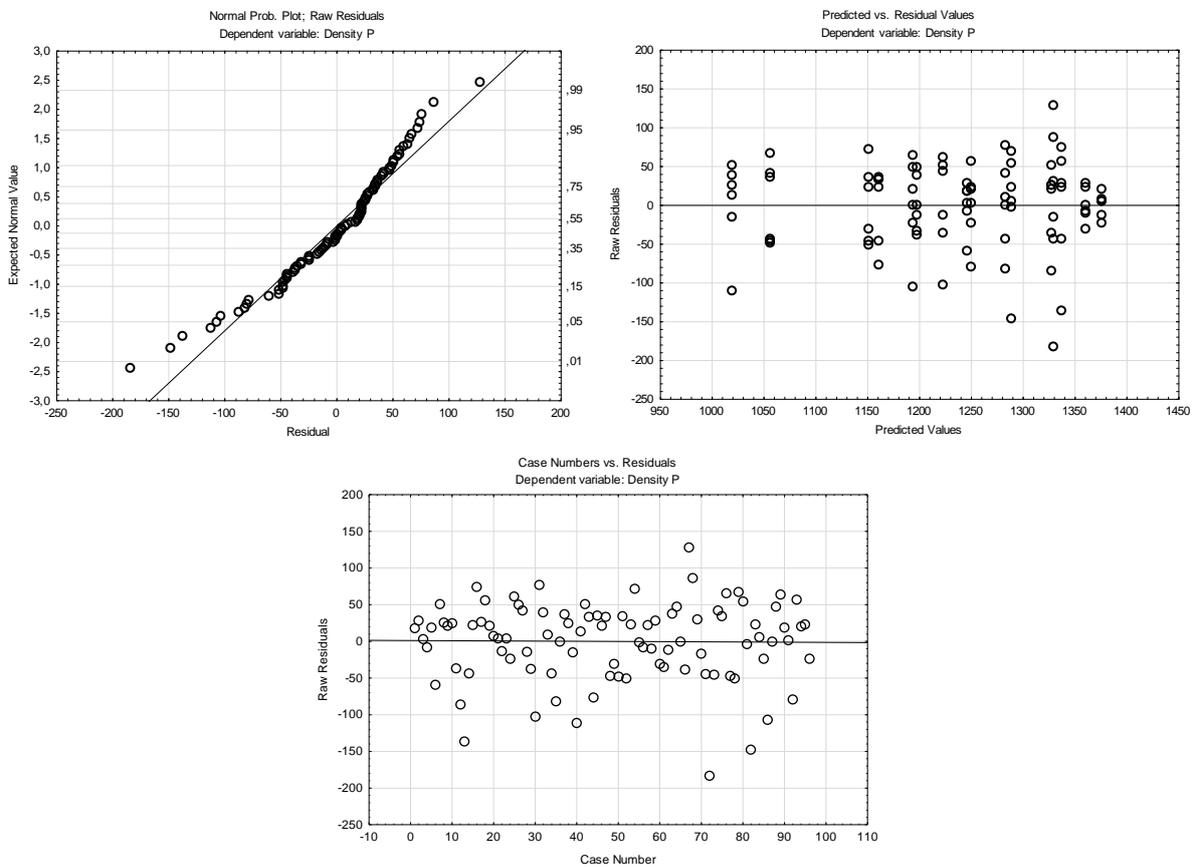 Normal Prob. Plot; Raw Residuals
Dependent variable: Density P
3,0
2,5
2,0
1,5
1,0
0,5
0,0
-0,5
-1,0
-1,5
-2,0
-2,5
-3,0
Expected Normal Value
,99
,95
,75
,55
,35
,15
,05
,01
-250 -200 -150 -100 -50 0 50 100 150 200
Residual
Predicted vs. Residual Values
Dependent variable: Density P
200
150
100
50
0
-50
-100
-150
-200
-250
Raw Residuals
950 1000 1050 1100 1150 1200 1250 1300 1350 1400 1450
Predicted Values
Case Numbers vs. Residuals
Dependent variable: Density P
200
150
100
50
0
-50
-100
-150
-200
-250
Raw Residuals
-10 0 10 20 30 40 50 60 70 80 90 100 110
Case Number